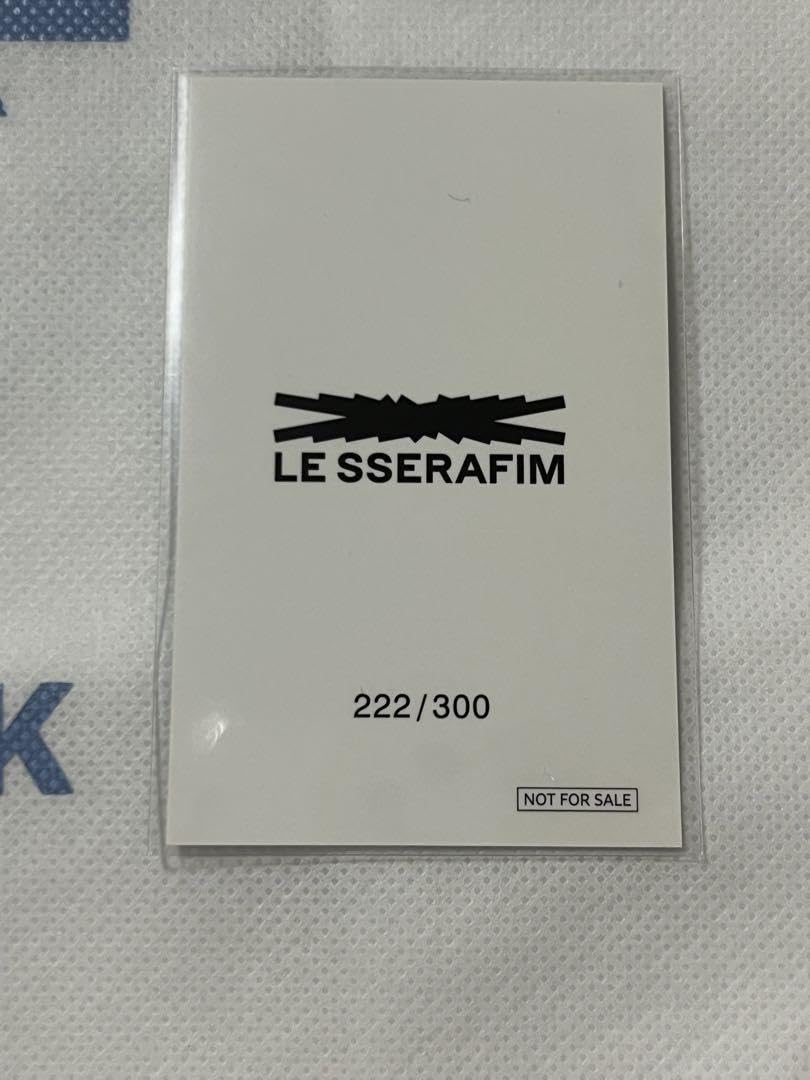 LE SSERAFIM
222/300
NOT FOR SALE
K